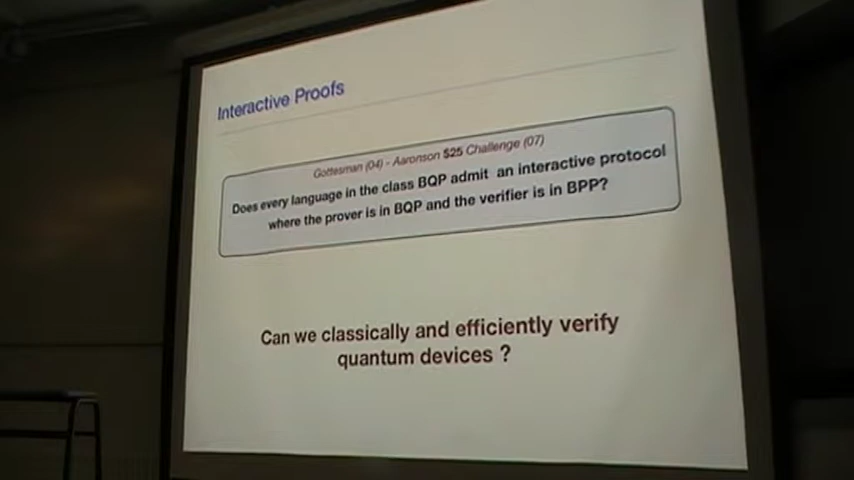 Interactive Proofs
Gottesman (04) - Aaronson $25 Challenge (07)
Does every language in the class BQP admit an interactive protocol
where the prover is in BQP and the verifier is in BPP?
Can we classically and efficiently verify
quantum devices ?